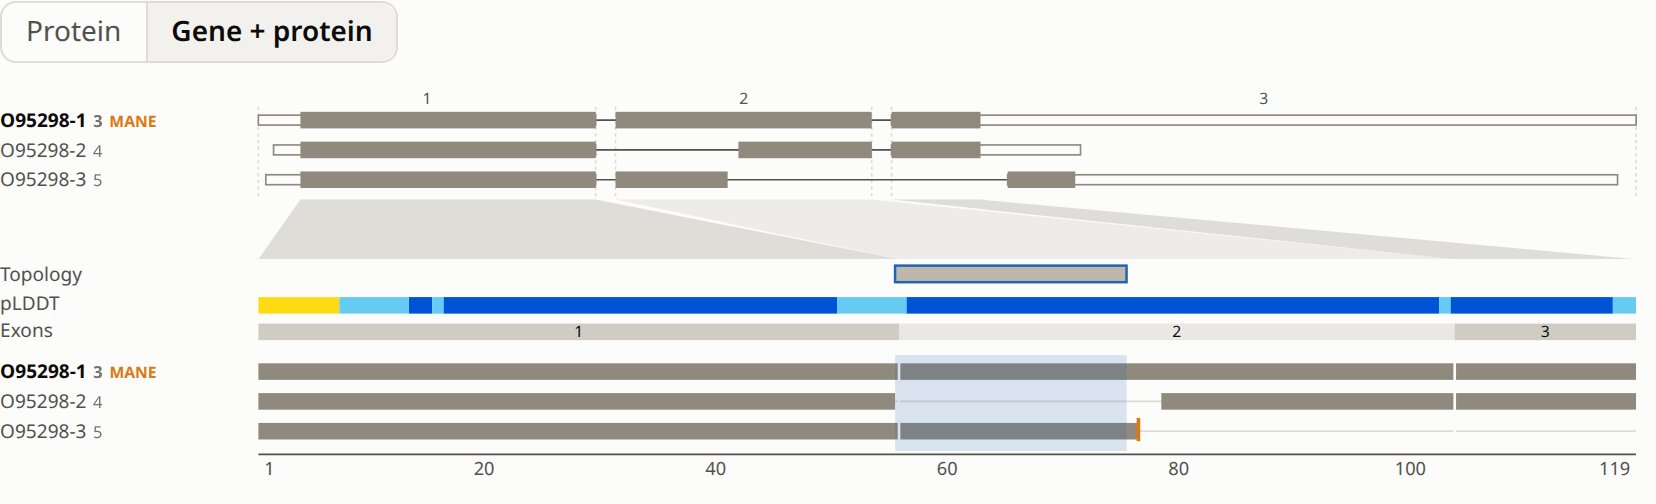 Protein Gene + protein
1 2 3
O95298-1 3 MANE
O95298-2 4
O95298-3 5
Topology
pLDDT
Exons 1 2 3
O95298-1 3 MANE
O95298-2 4
O95298-3 5
1 20 40 60 80 100 119